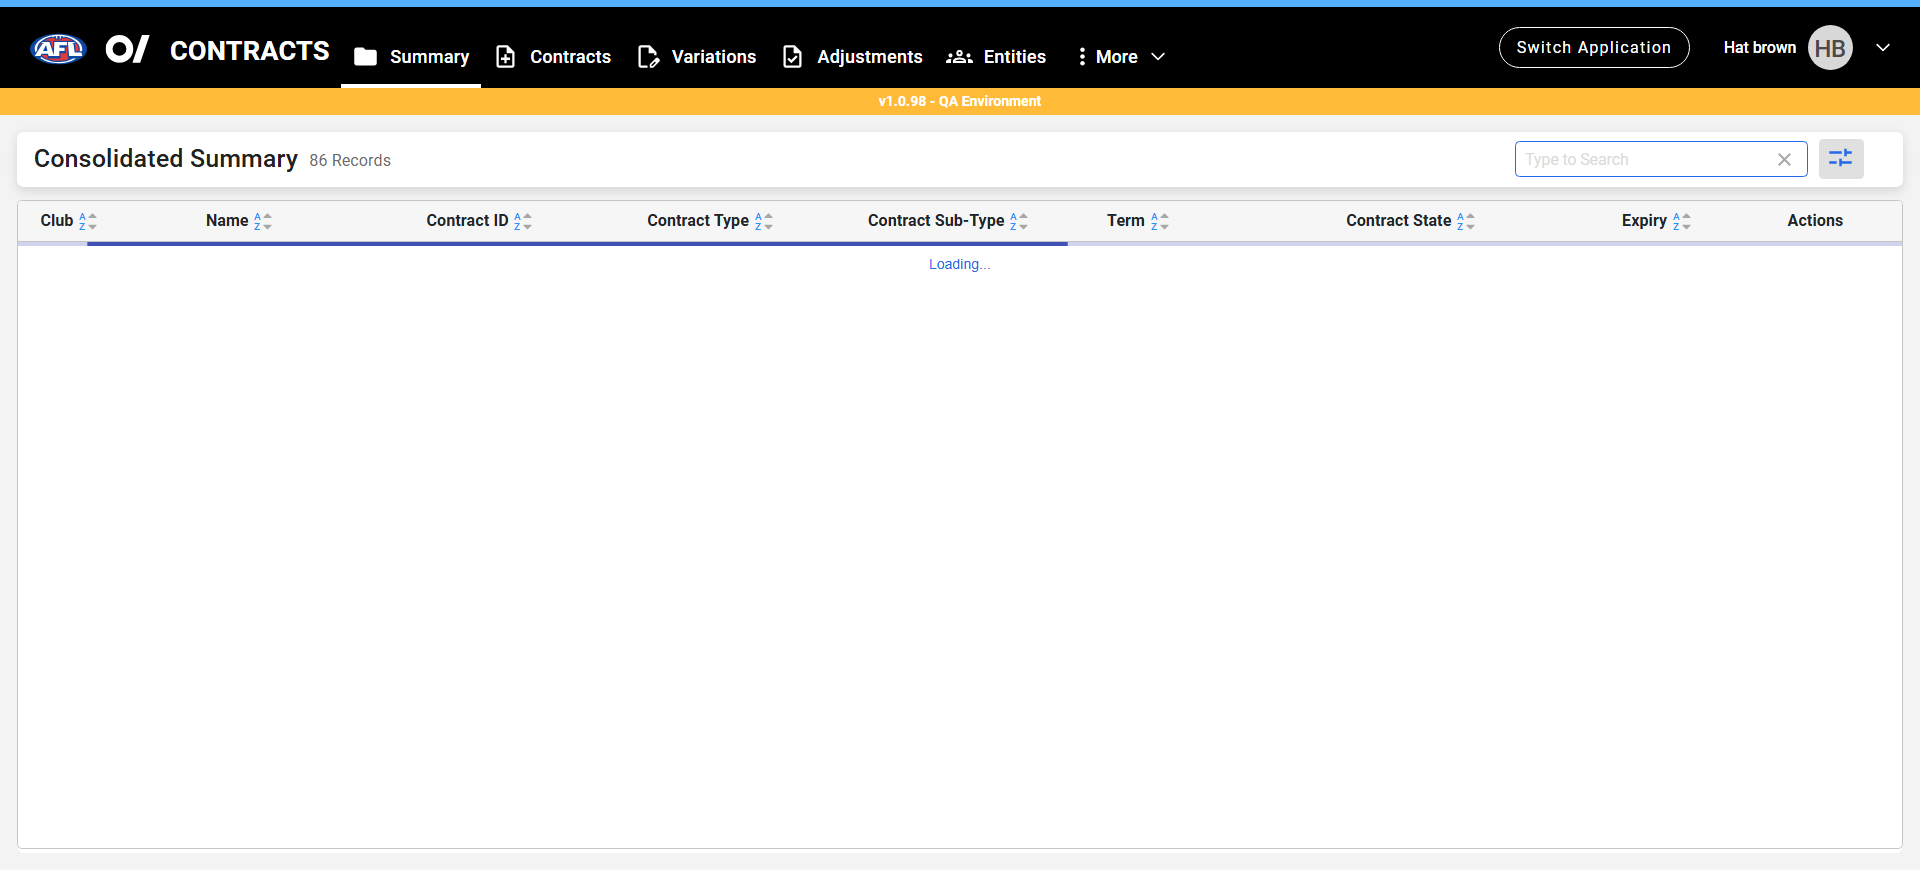 AFL
O/ CONTRACTS
Summary
Contracts
Variations
Adjustments
Entities
More
Switch Application
Hat brown
HB
v1.0.98 - QA Environment
Consolidated Summary
86 Records
Type to Search
Club
Name
Contract ID
Contract Type
Contract Sub-Type
Term
Contract State
Expiry
Actions
Loading...